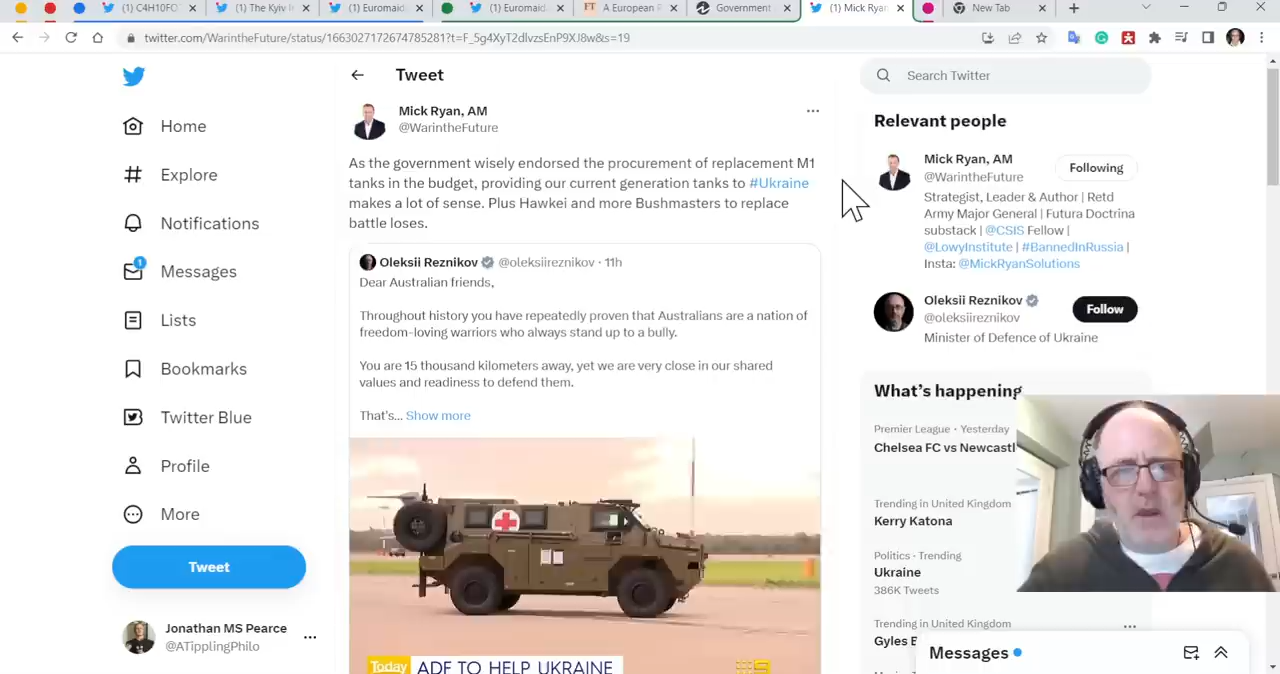 (1) C4H10FO
(1) The Kyiv I
(1) Euromaid
(1) Euromaid
FT A European F
Government
(1) Mick Ryan
New Tab
twitter.com/WarintheFuture/status/1663027172674785281?t=F_5g4XyT2dlvzsEnP9XJ8w&s=19
Home
Explore
Notifications
1
Messages
Lists
Bookmarks
Twitter Blue
Profile
More
Tweet
Jonathan MS Pearce
@ATipplingPhilo
Tweet
Mick Ryan, AM
@WarintheFuture
As the government wisely endorsed the procurement of replacement M1
tanks in the budget, providing our current generation tanks to #Ukraine
makes a lot of sense. Plus Hawkei and more Bushmasters to replace
battle loses.
Oleksii Reznikov @oleksiireznikov · 11h
Dear Australian friends,
Throughout history you have repeatedly proven that Australians are a nation of
freedom-loving warriors who always stand up to a bully.
You are 15 thousand kilometers away, yet we are very close in our shared
values and readiness to defend them.
That's... Show more
Today ADF TO HELP UKRAINE
Search Twitter
Relevant people
Mick Ryan, AM
@WarintheFuture
Following
Strategist, Leader & Author | Retd
Army Major General | Futura Doctrina
substack | @CSIS Fellow |
@LowyInstitute | #BannedInRussia |
Insta: @MickRyanSolutions
Oleksii Reznikov
@oleksiireznikov
Follow
Minister of Defence of Ukraine
What's happening
Premier League · Yesterday
Chelsea FC vs Newcastl
Trending in United Kingdom
Kerry Katona
Politics · Trending
Ukraine
386K Tweets
Trending in United Kingdom
Gyles B
Messages